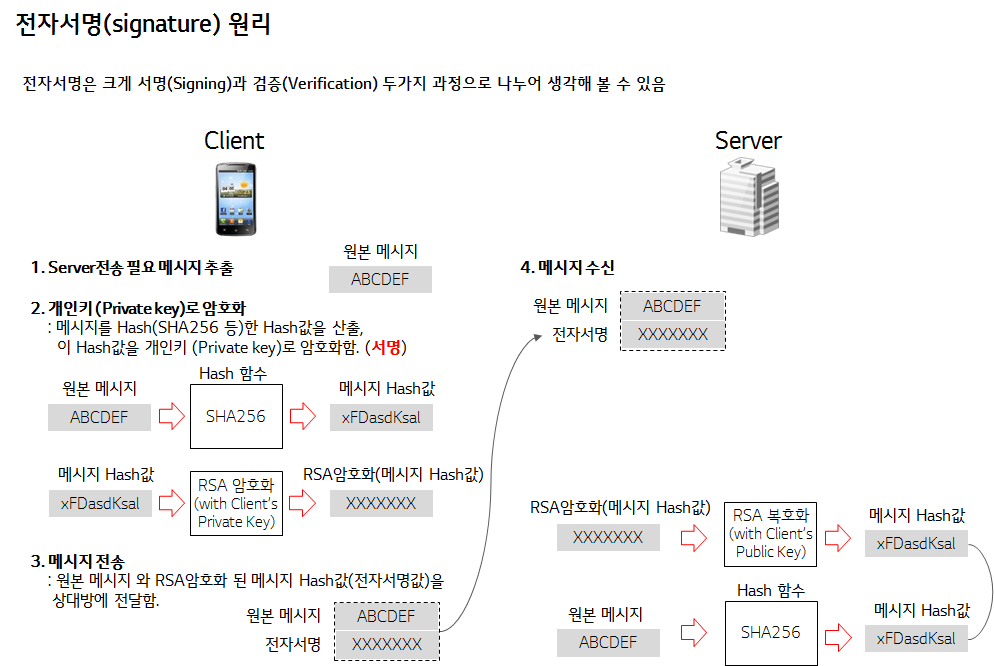 전자서명(signature) 원리
전자서명은 크게 서명(Signing)과 검증(Verification) 두가지 과정으로 나누어 생각해 볼 수 있음
Client
1. Server전송 필요 메시지 추출
원본 메시지
ABCDEF
2. 개인키 (Private key)로 암호화
: 메시지를 Hash(SHA256 등)한 Hash값을 산출,
이 Hash값을 개인키 (Private key)로 암호화함. (서명)
원본 메시지
ABCDEF
Hash 함수
SHA256
메시지 Hash값
xFDasdKsal
메시지 Hash값
xFDasdKsal
RSA 암호화
(with Client's
Private Key)
RSA암호화(메시지 Hash값)
XXXXXXX
3. 메시지 전송
: 원본 메시지 와 RSA암호화 된 메시지 Hash값(전자서명값)을
상대방에 전달함.
원본 메시지 ABCDEF
전자서명 XXXXXXX
Server
4. 메시지 수신
원본 메시지 ABCDEF
전자서명 XXXXXXX
RSA암호화(메시지 Hash값)
XXXXXXX
RSA 복호화
(with Client's
Public Key)
메시지 Hash값
xFDasdKsal
원본 메시지
ABCDEF
Hash 함수
SHA256
메시지 Hash값
xFDasdKsal